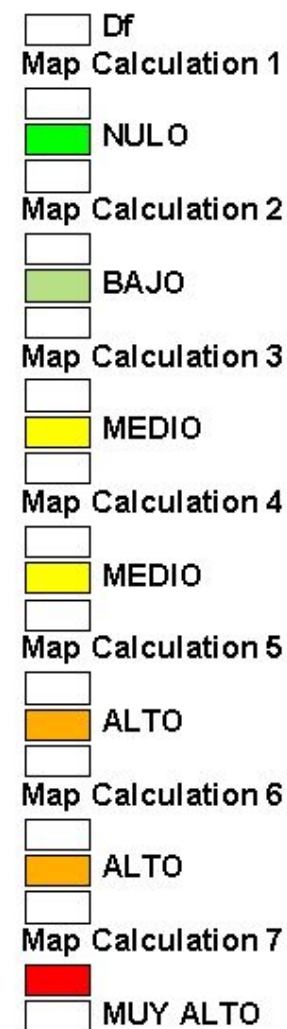 Df
Map Calculation 1
NULO
Map Calculation 2
BAJO
Map Calculation 3
MEDIO
Map Calculation 4
MEDIO
Map Calculation 5
ALTO
Map Calculation 6
ALTO
Map Calculation 7
MUY ALTO